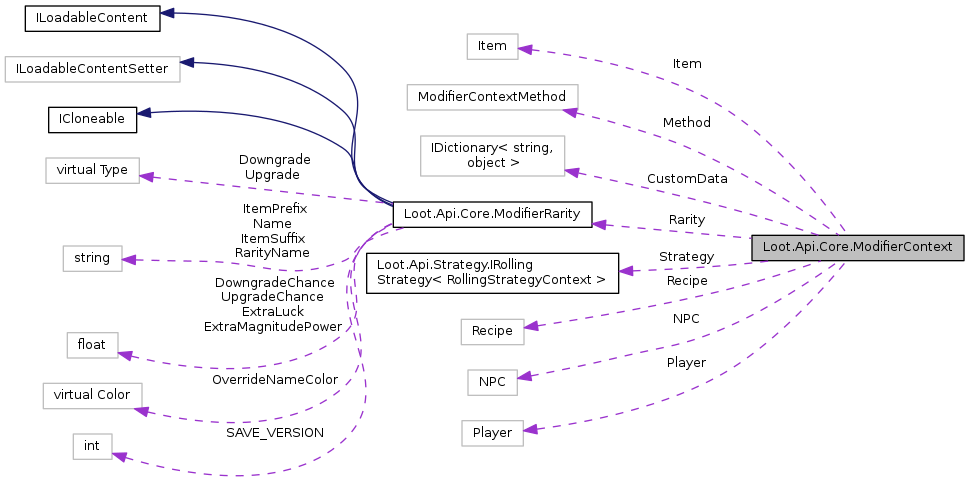 ILoadableContent
ILoadableContentSetter
ICloneable
virtual Type
string
float
virtual Color
int
Downgrade
Upgrade
ItemPrefix
Name
ItemSuffix
RarityName
DowngradeChance
UpgradeChance
ExtraLuck
ExtraMagnitudePower
OverrideNameColor
SAVE_VERSION
Item
ModifierContextMethod
IDictionary< string,
object >
Loot.Api.Core.ModifierRarity
Loot.Api.Strategy.IRolling
Strategy< RollingStrategyContext >
Recipe
NPC
Player
Item
Method
CustomData
Rarity
Strategy
Recipe
NPC
Player
Loot.Api.Core.ModifierContext